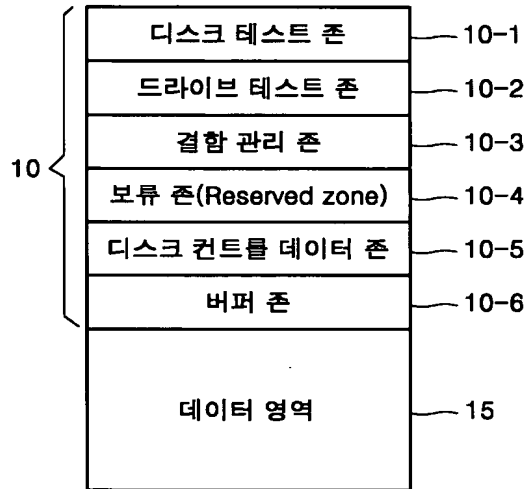 디스크 테스트 존 10-1
드라이브 테스트 존 10-2
결함 관리 존 10-3
10
보류 존(Reserved zone) 10-4
디스크 컨트롤 데이터 존 10-5
버퍼 존 10-6
데이터 영역 15